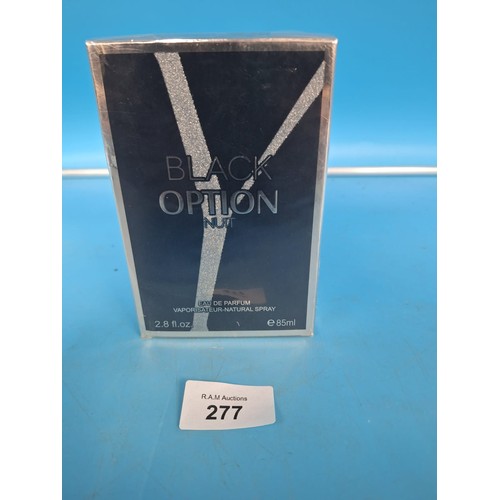 BLACK
OPTION
NUIT
EAU DE PARFUM
VAPORISATEUR-NATURAL SPRAY
2.8 fl.oz. ℮85ml
R.A.M Auctions
277